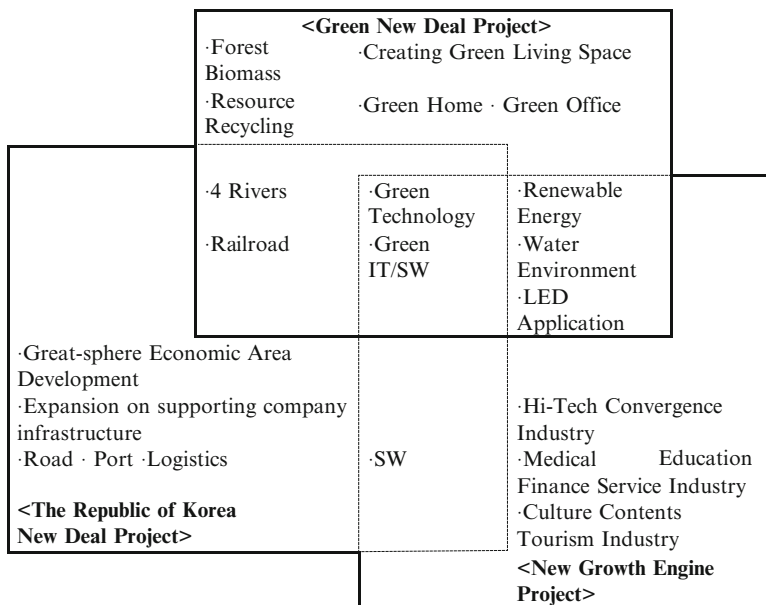 <Green New Deal Project>
·Forest
Biomass
·Resource
Recycling
·Creating Green Living Space
·Green Home · Green Office
·4 Rivers
·Railroad
·Green
Technology
·Green
IT/SW
·Renewable
Energy
·Water
Environment
·LED
Application
·Great-sphere Economic Area
Development
·Expansion on supporting company
infrastructure
·Road · Port ·Logistics
<The Republic of Korea
New Deal Project>
·SW
·Hi-Tech Convergence
Industry
·Medical Education
Finance Service Industry
·Culture Contents
Tourism Industry
<New Growth Engine
Project>